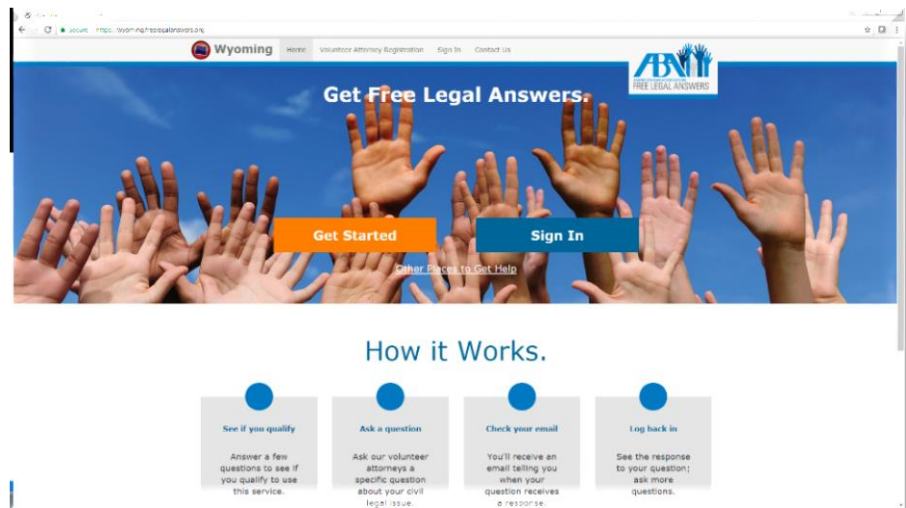 https://wyoming.freelegalanswers.org
Wyoming Home Volunteer Attorney Registration Sign In Contact Us
ABA
FREE LEGAL ANSWERS
Get Free Legal Answers.
Get Started Sign In
Other Places to Get Help
How it Works.
See if you qualify
Answer a few
questions to see if
you qualify to use
this service.
Ask a question
Ask our volunteer
attorneys a
specific question
about your civil
legal issue.
Check your email
You'll receive an
email telling you
when your
question receives
a response.
Log back in
See the response
to your question;
ask more
questions.